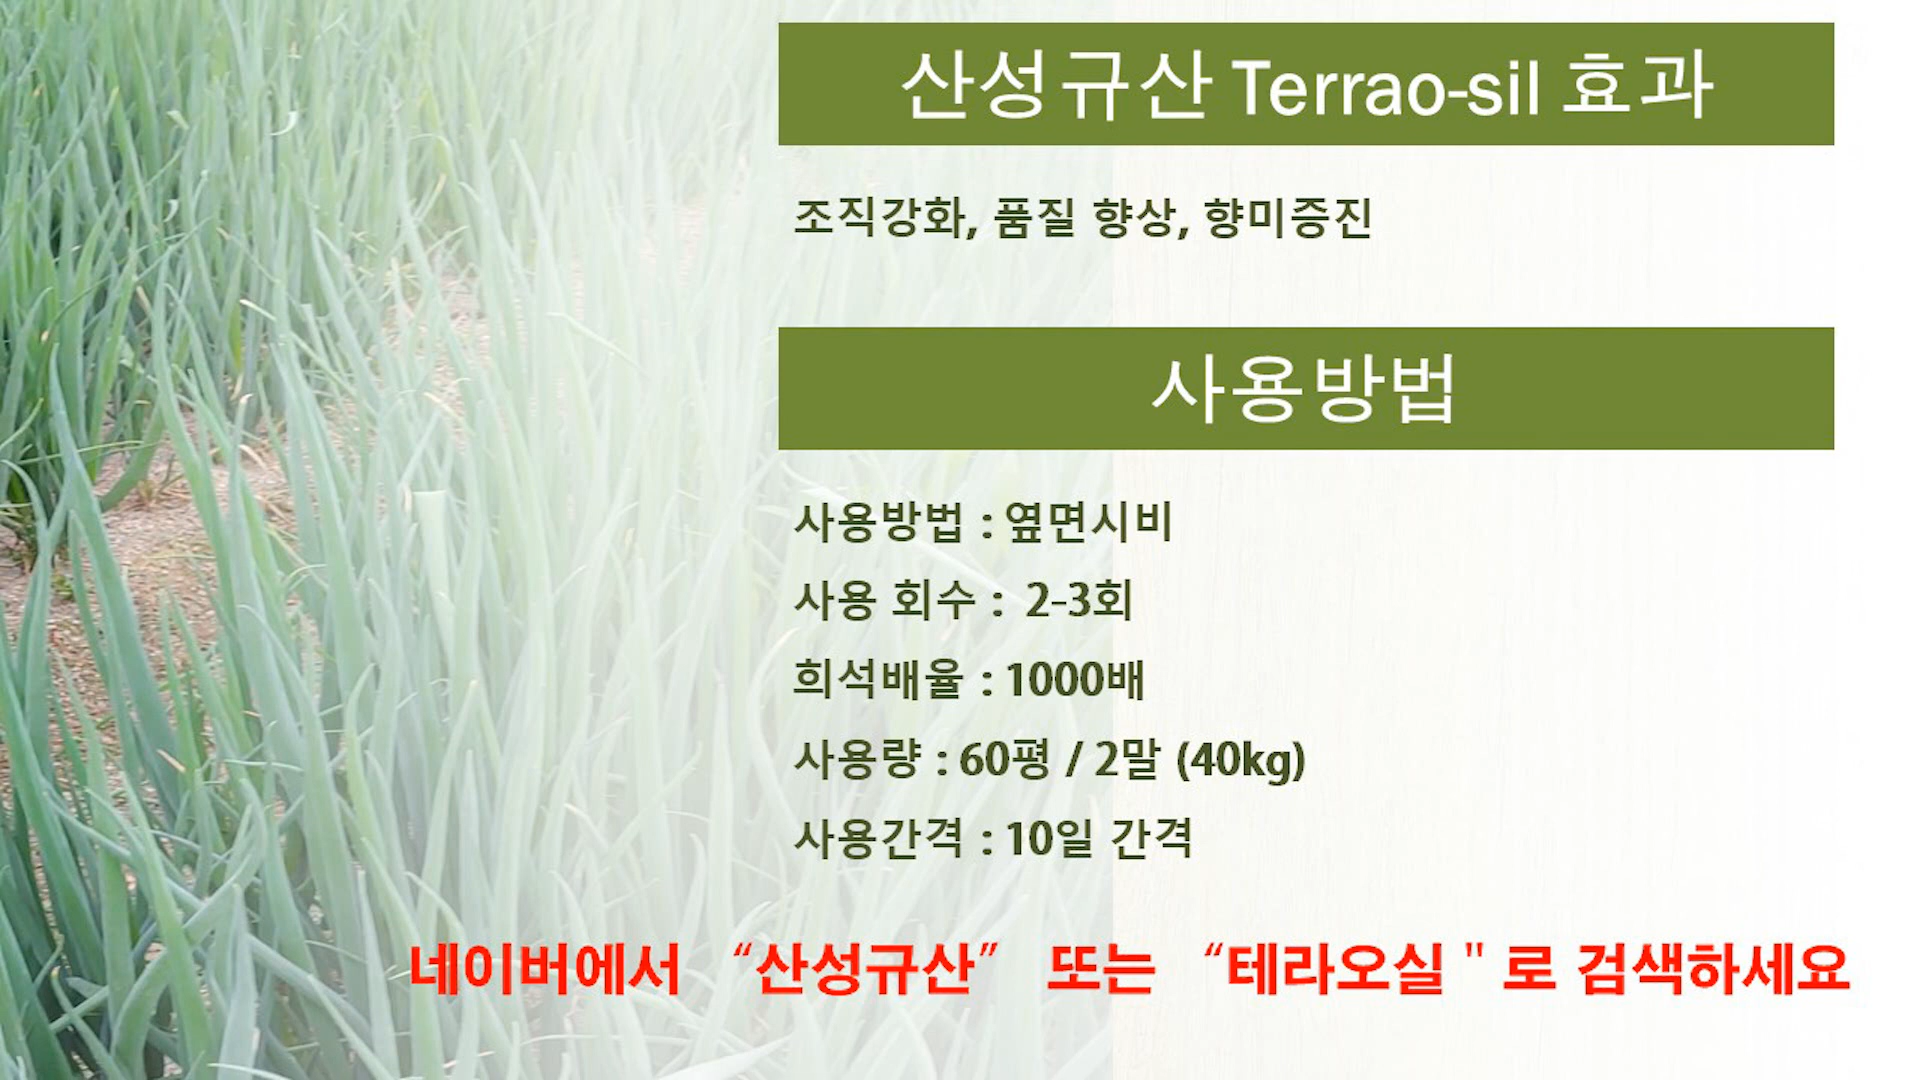 산성규산 Terrao-sil 효과
조직강화, 품질 향상, 향미증진
사용방법
사용방법 : 옆면시비
사용 회수 :  2-3회
희석배율 : 1000배
사용량 : 60평 / 2말 (40kg)
사용간격 : 10일 간격
네이버에서 “산성규산” 또는 “테라오실 " 로 검색하세요